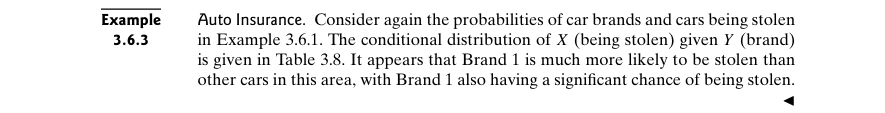 Example Auto Insurance. Consider again the probabilities of car brands and cars being stolen
3.6.3 in Example 3.6.1. The conditional distribution of X (being stolen) given Y (brand)
is given in Table 3.8. It appears that Brand 1 is much more likely to be stolen than
other cars in this area, with Brand 1 also having a significant chance of being stolen.